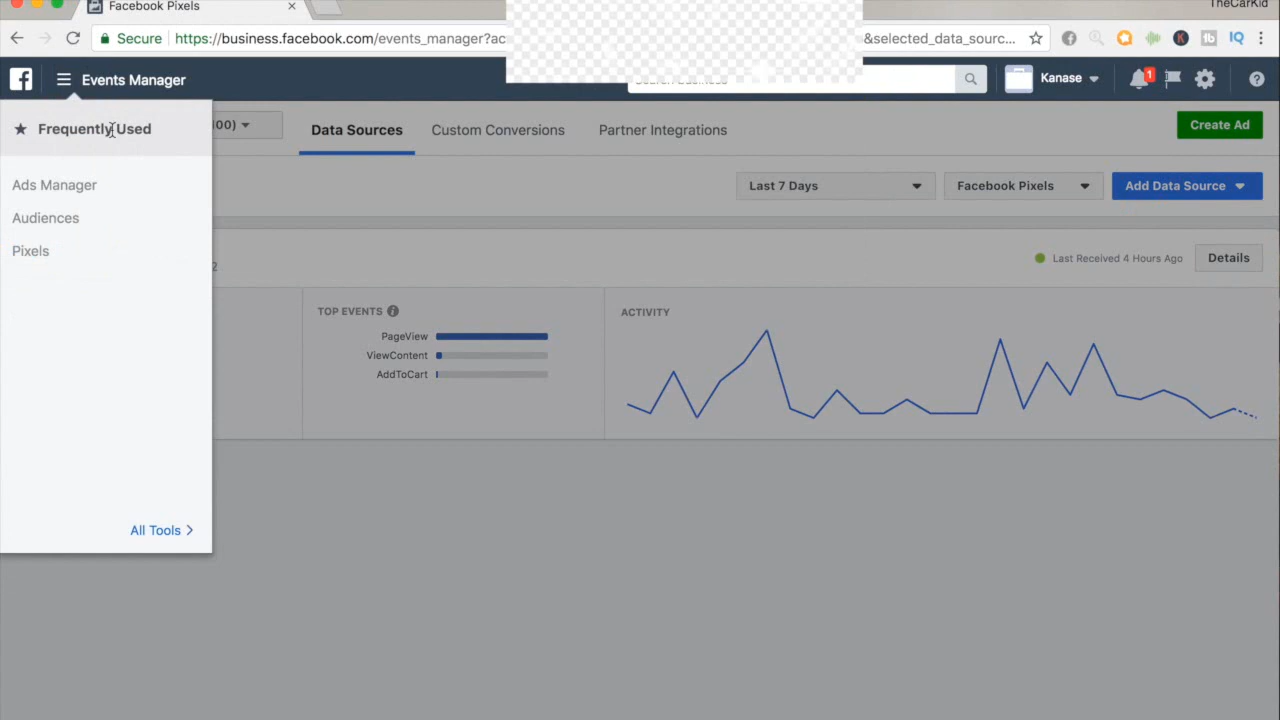 Facebook Pixels
TheCarKid
Secure https://business.facebook.com/events_manager?ac
&selected_data_sourc...
Events Manager
Kanase
1
Frequently Used
Ads Manager
Audiences
Pixels
All Tools
Data Sources
Custom Conversions
Partner Integrations
Create Ad
Last 7 Days
Facebook Pixels
Add Data Source
2
Last Received 4 Hours Ago
Details
TOP EVENTS
PageView
ViewContent
AddToCart
ACTIVITY